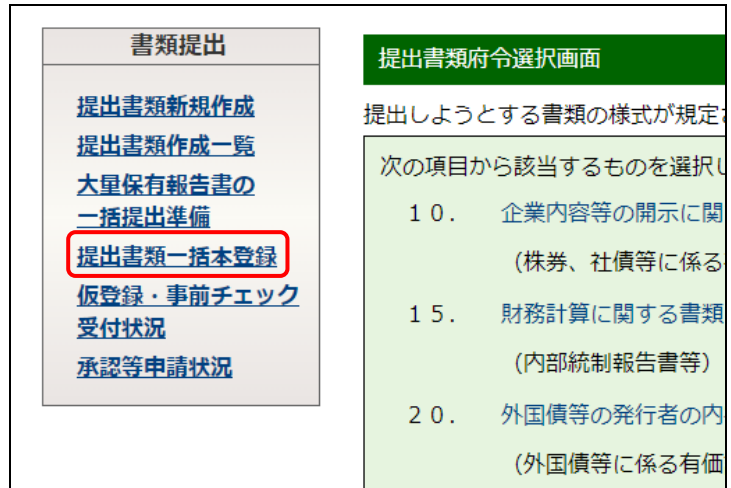 書類提出
提出書類新規作成
提出書類作成一覧
大量保有報告書の
一括提出準備
提出書類一括本登録
仮登録・事前チェック
受付状況
承認等申請状況
提出書類府令選択画面
提出しようとする書類の様式が規定
次の項目から該当するものを選択し
１０． 企業内容等の開示に関
（株券、社債等に係る
１５． 財務計算に関する書類
（内部統制報告書等）
２０． 外国債等の発行者の内
（外国債等に係る有価